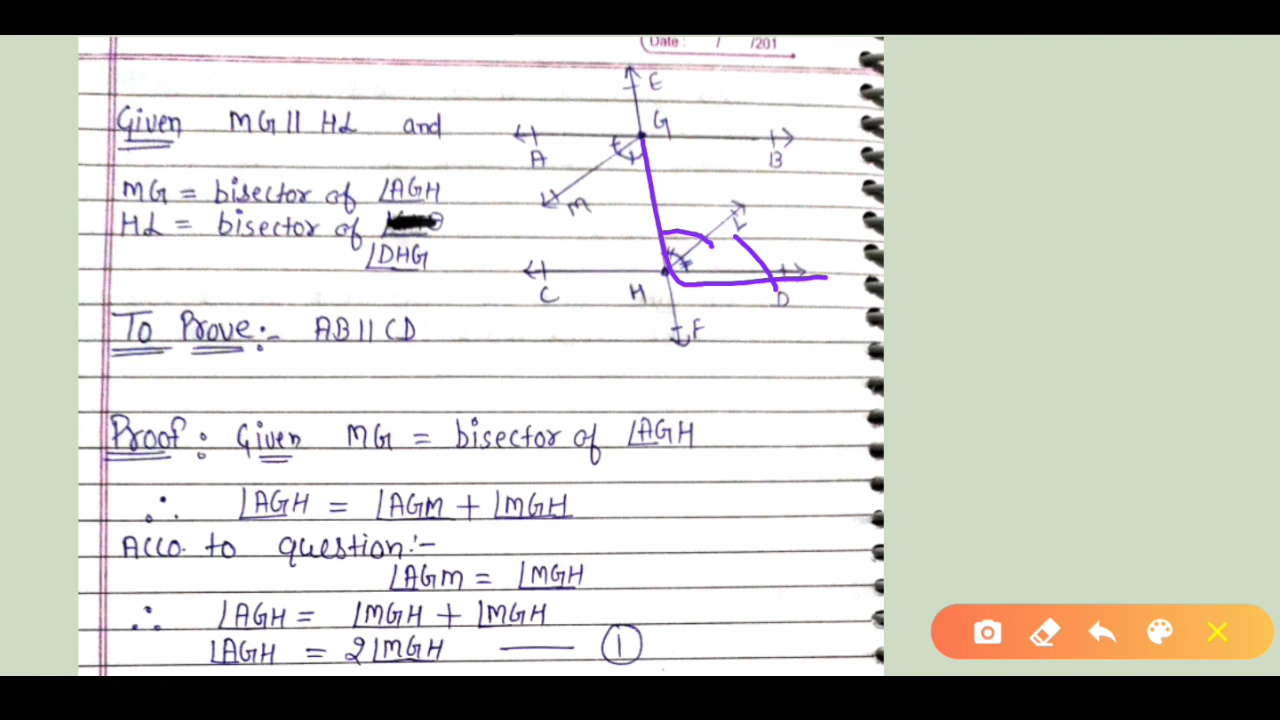 Date : / /201
E
G
Given MG || HL and
A
B
M
MG = bisector of ∠AGH
L
HL = bisector of
∠DHG
C
H
D
To Prove :- AB || CD
F
Proof : Given MG = bisector of ∠AGH
∴ ∠AGH = ∠AGM + ∠MGH
Acco. to question :-
∠AGM = ∠MGH
∴ ∠AGH = ∠MGH + ∠MGH
∠AGH = 2∠MGH —— 1